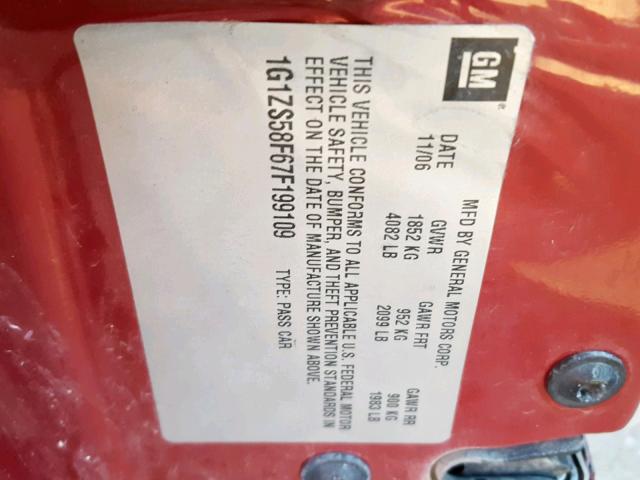 GM
MFD BY GENERAL MOTORS CORP.
DATE GVWR GAWR FRT GAWR RR
11/06 1852 KG 952 KG 900 KG
4082 LB 2099 LB 1983 LB
THIS VEHICLE CONFORMS TO ALL APPLICABLE U.S. FEDERAL MOTOR
VEHICLE SAFETY, BUMPER, AND THEFT PREVENTION STANDARDS IN
EFFECT ON THE DATE OF MANUFACTURE SHOWN ABOVE.
1G1ZS58F67F199109 TYPE: PASS CAR